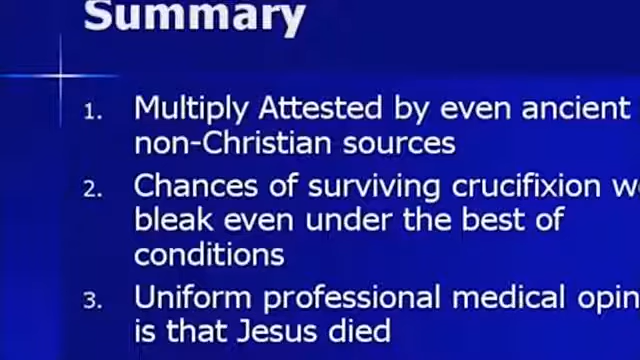 Summary
1. Multiply Attested by even ancient
non-Christian sources
2. Chances of surviving crucifixion
bleak even under the best of
conditions
3. Uniform professional medical
is that Jesus died